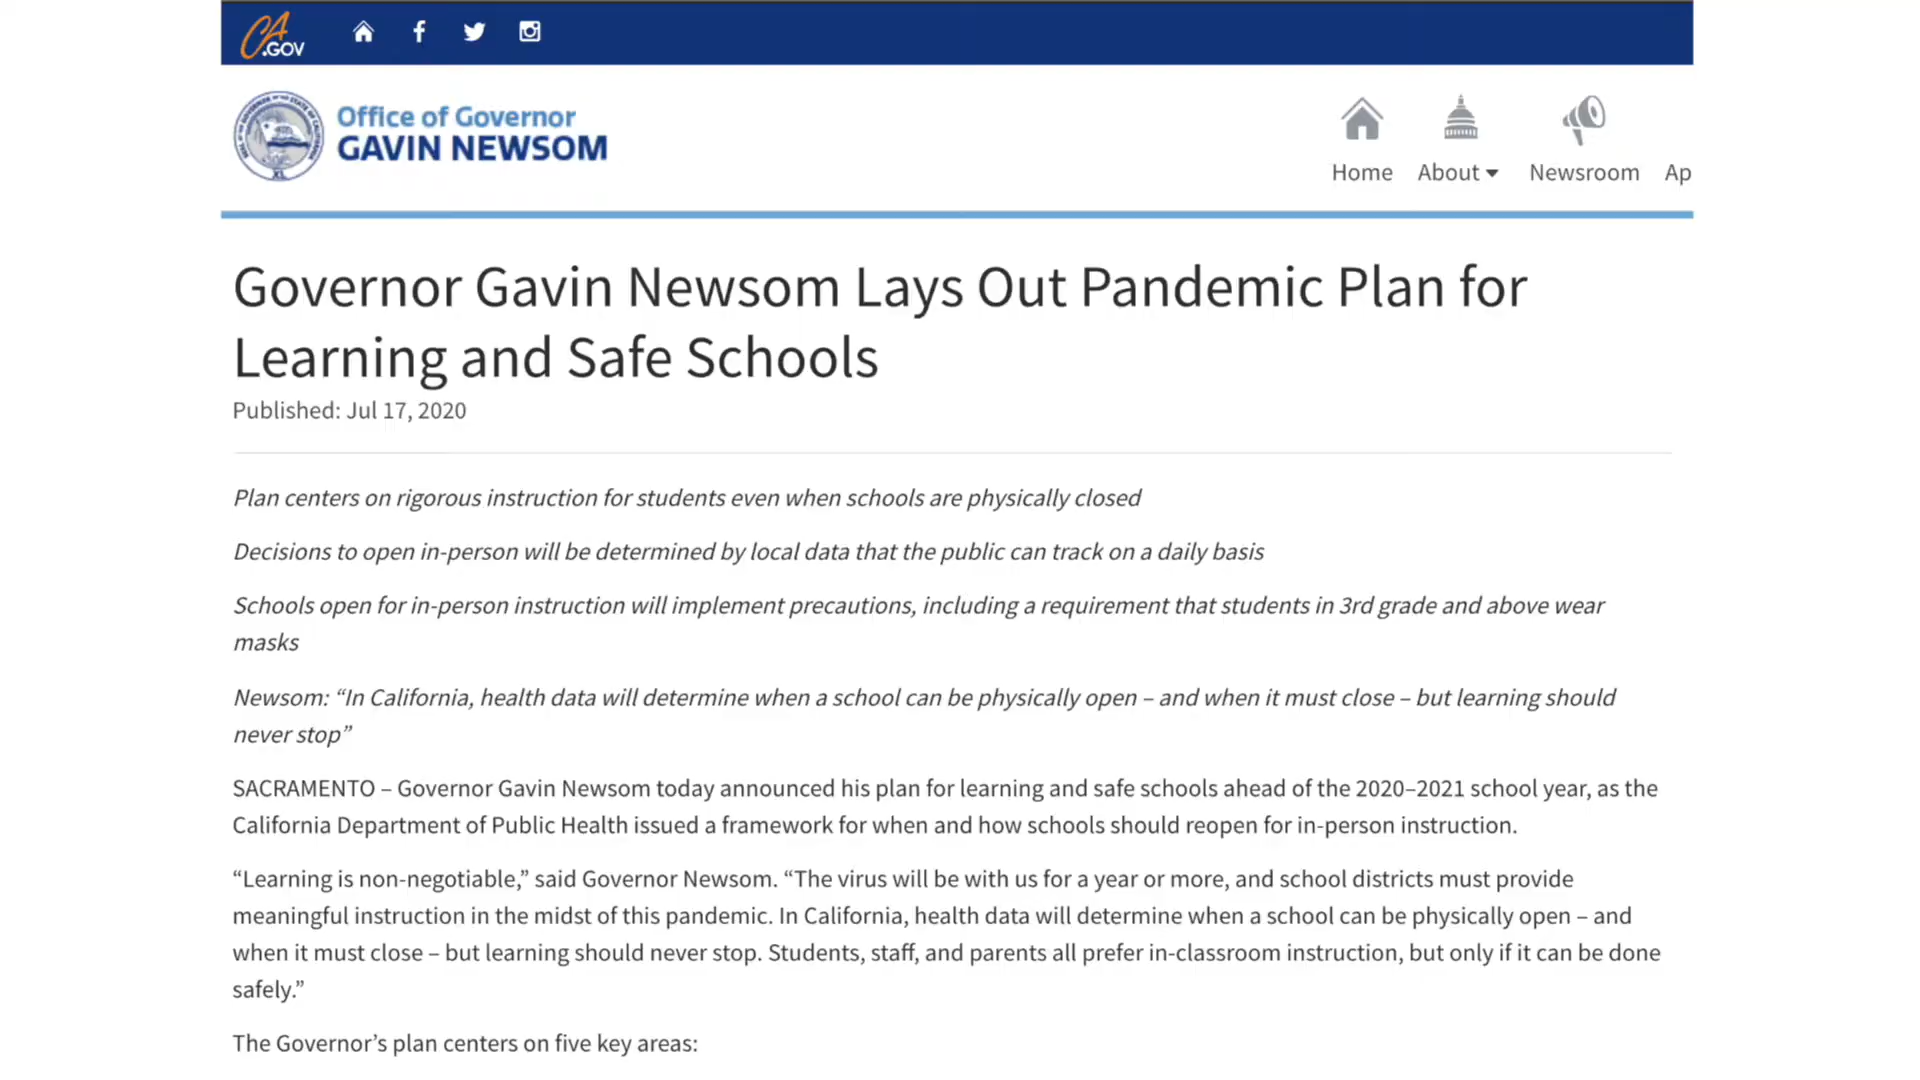 CA.GOV
Office of Governor
GAVIN NEWSOM
Home About Newsroom Ap
Governor Gavin Newsom Lays Out Pandemic Plan for
Learning and Safe Schools
Published: Jul 17, 2020
Plan centers on rigorous instruction for students even when schools are physically closed
Decisions to open in-person will be determined by local data that the public can track on a daily basis
Schools open for in-person instruction will implement precautions, including a requirement that students in 3rd grade and above wear
masks
Newsom: “In California, health data will determine when a school can be physically open – and when it must close – but learning should
never stop”
SACRAMENTO – Governor Gavin Newsom today announced his plan for learning and safe schools ahead of the 2020–2021 school year, as the
California Department of Public Health issued a framework for when and how schools should reopen for in-person instruction.
“Learning is non-negotiable,” said Governor Newsom. “The virus will be with us for a year or more, and school districts must provide
meaningful instruction in the midst of this pandemic. In California, health data will determine when a school can be physically open – and
when it must close – but learning should never stop. Students, staff, and parents all prefer in-classroom instruction, but only if it can be done
safely.”
The Governor’s plan centers on five key areas: